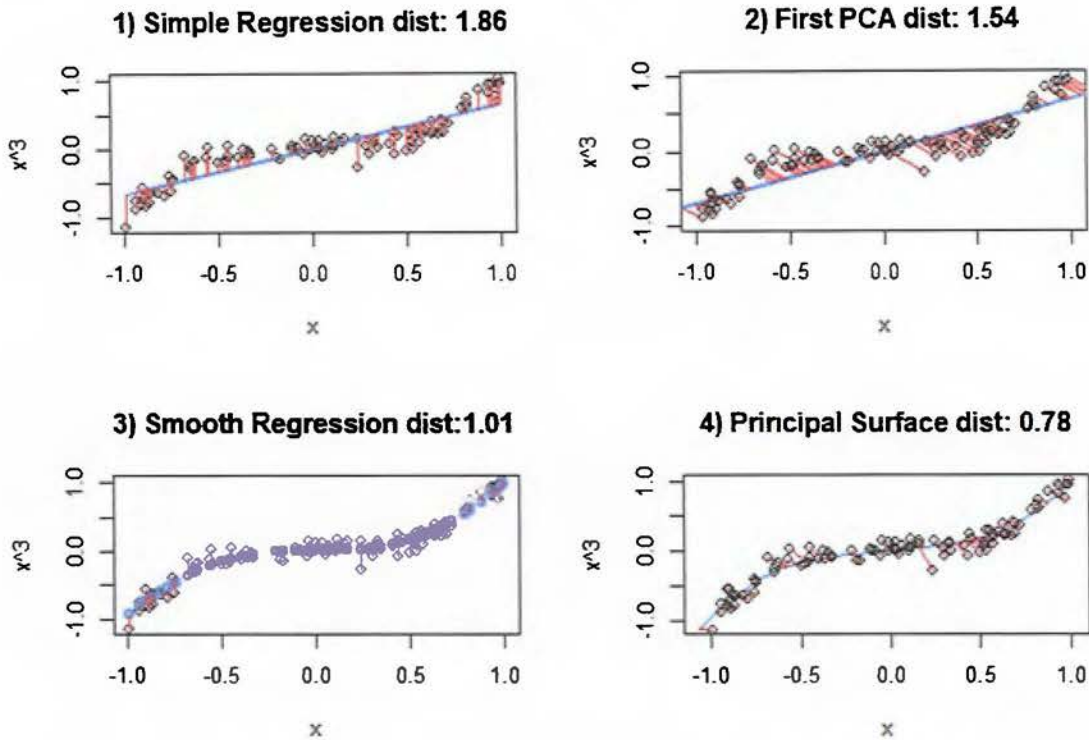 1) Simple Regression dist: 1.86
1.0
0.0
-1.0
x^3
-1.0 -0.5 0.0 0.5 1.0
x
2) First PCA dist: 1.54
1.0
0.0
-1.0
x^3
-1.0 -0.5 0.0 0.5 1.0
x
3) Smooth Regression dist:1.01
1.0
0.0
-1.0
x^3
-1.0 -0.5 0.0 0.5 1.0
x
4) Principal Surface dist: 0.78
1.0
0.0
-1.0
x^3
-1.0 -0.5 0.0 0.5 1.0
x